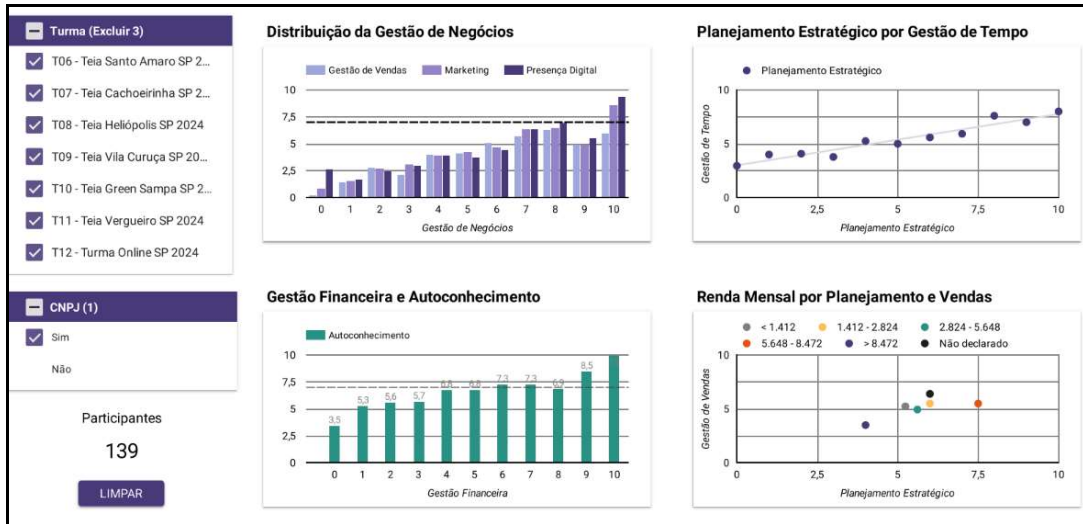 Turma (Excluir 3)
T06 - Teia Santo Amaro SP 2...
T07 - Teia Cachoeirinha SP 2...
T08 - Teia Heliópolis SP 2024
T09 - Teia Vila Curuça SP 20...
T10 - Teia Green Sampa SP 2...
T11 - Teia Vergueiro SP 2024
T12 - Turma Online SP 2024
CNPJ (1)
Sim
Não
Participantes
139
LIMPAR
Distribuição da Gestão de Negócios
Gestão de Vendas Marketing Presença Digital
10
7,5
5
2,5
0
0 1 2 3 4 5 6 7 8 9 10
Gestão de Negócios
Planejamento Estratégico por Gestão de Tempo
Planejamento Estratégico
Gestão de Tempo
10
5
0
0 2,5 5 7,5 10
Planejamento Estratégico
Gestão Financeira e Autoconhecimento
Autoconhecimento
10
7,5
5
2,5
0
3,5 5,3 5,6 5,7 6,8 6,8 7,3 7,3 6,9 8,5
0 1 2 3 4 5 6 7 8 9 10
Gestão Financeira
Renda Mensal por Planejamento e Vendas
< 1.412 1.412 - 2.824 2.824 - 5.648
5.648 - 8.472 > 8.472 Não declarado
Gestão de Vendas
10
5
0
0 2,5 5 7,5 10
Planejamento Estratégico